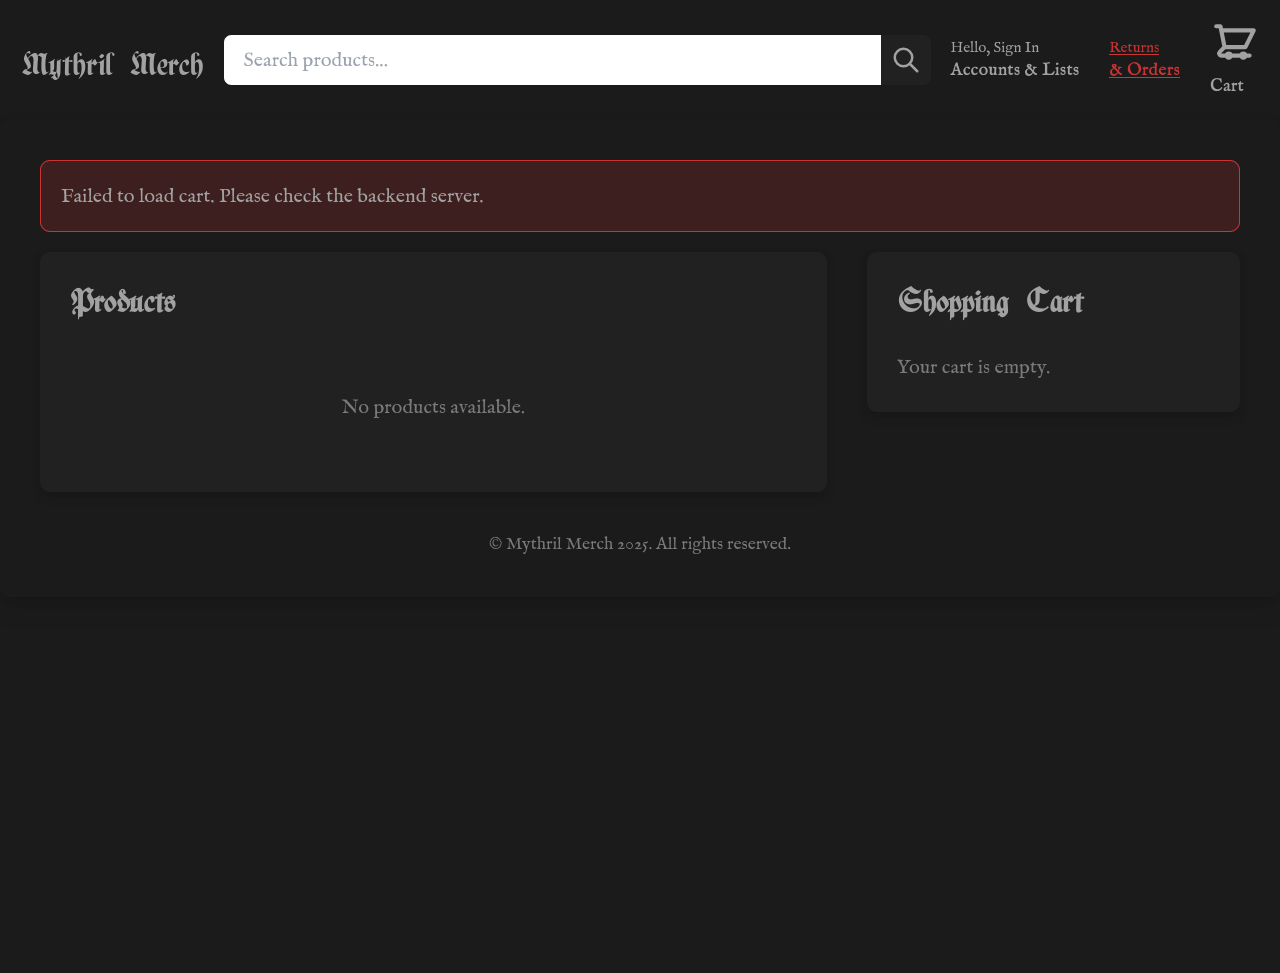 Mythril Merch
Search products...
Hello, Sign In
Accounts & Lists
Returns
& Orders
Cart
Failed to load cart. Please check the backend server.
Products
No products available.
Shopping Cart
Your cart is empty.
© Mythril Merch 2025. All rights reserved.